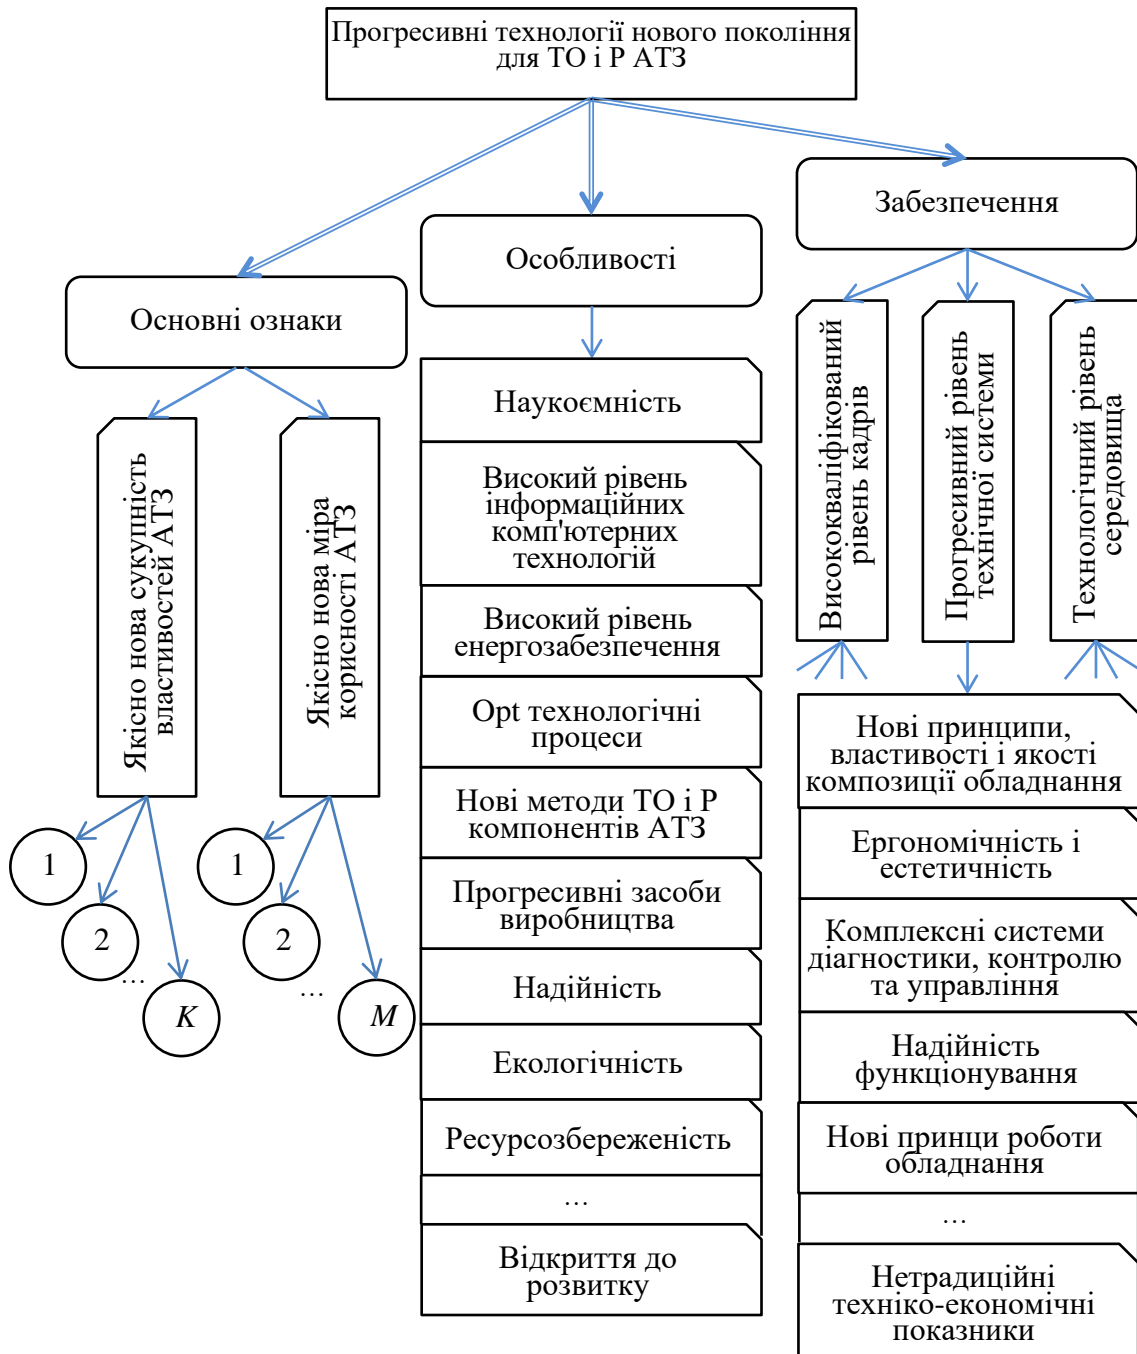 Прогресивні технології нового покоління
для ТО і Р АТЗ
Основні ознаки
Якісно нова сукупність
властивостей АТЗ
Якісно нова міра
корисності АТЗ
1
2
…
K
1
2
…
M
Особливості
Наукоємність
Високий рівень
інформаційних
комп'ютерних
технологій
Високий рівень
енергозабезпечення
Opt технологічні
процеси
Нові методи ТО і Р
компонентів АТЗ
Прогресивні засоби
виробництва
Надійність
Екологічність
Ресурсозбереженість
…
Відкриття до
розвитку
Забезпечення
Висококваліфікований
рівень кадрів
Прогресивний рівень
технічної системи
Технологічний рівень
середовища
Нові принципи,
властивості і якості
композиції обладнання
Ергономічність і
естетичність
Комплексні системи
діагностики, контролю
та управління
Надійність
функціонування
Нові принци роботи
обладнання
…
Нетрадиційні
техніко-економічні
показники